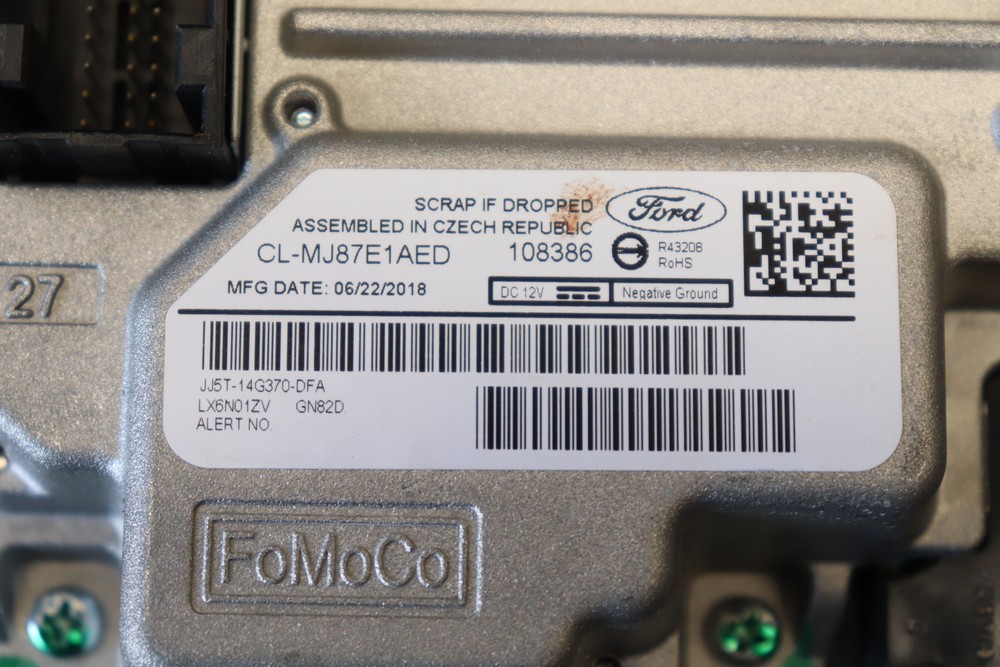 SCRAP IF DROPPED
Ford
ASSEMBLED IN CZECH REPUBLIC
CL-MJ87E1AED 108386
R43208
RoHS
MFG DATE: 06/22/2018
DC 12V Negative Ground
27
JJ5T-14G370-DFA
LX6N01ZV GN82D
ALERT NO.
FoMoCo